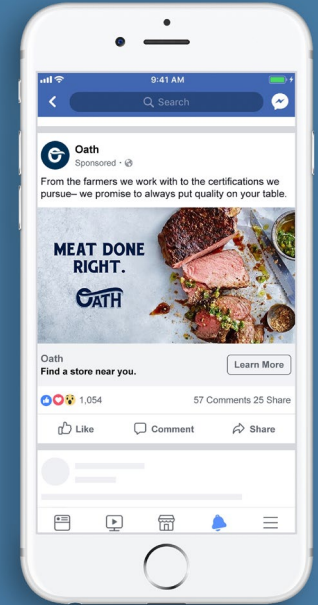 9:41 AM
Search
Oath
Sponsored ·
From the farmers we work with to the certifications we
pursue– we promise to always put quality on your table.
MEAT DONE
RIGHT.
OATH
Oath
Find a store near you.
Learn More
1,054
57 Comments 25 Share
Like
Comment
Share